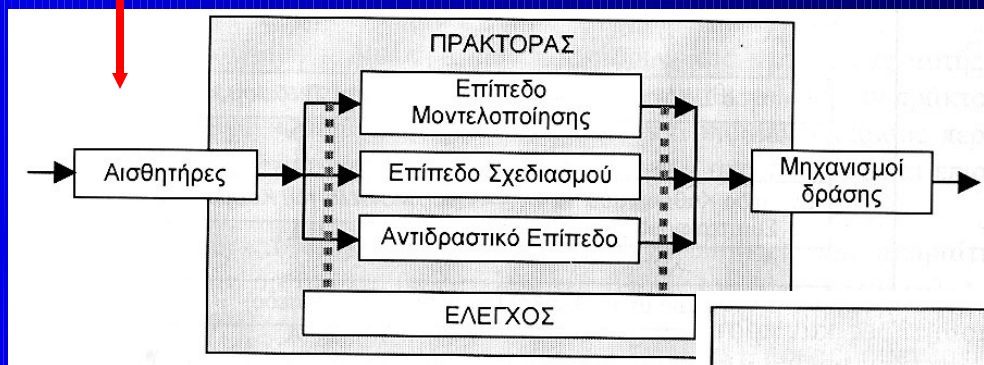 ΠΡΑΚΤΟΡΑΣ
Επίπεδο
Μοντελοποίησης
Αισθητήρες
Επίπεδο Σχεδιασμού
Μηχανισμοί
δράσης
Αντιδραστικό Επίπεδο
ΕΛΕΓΧΟΣ